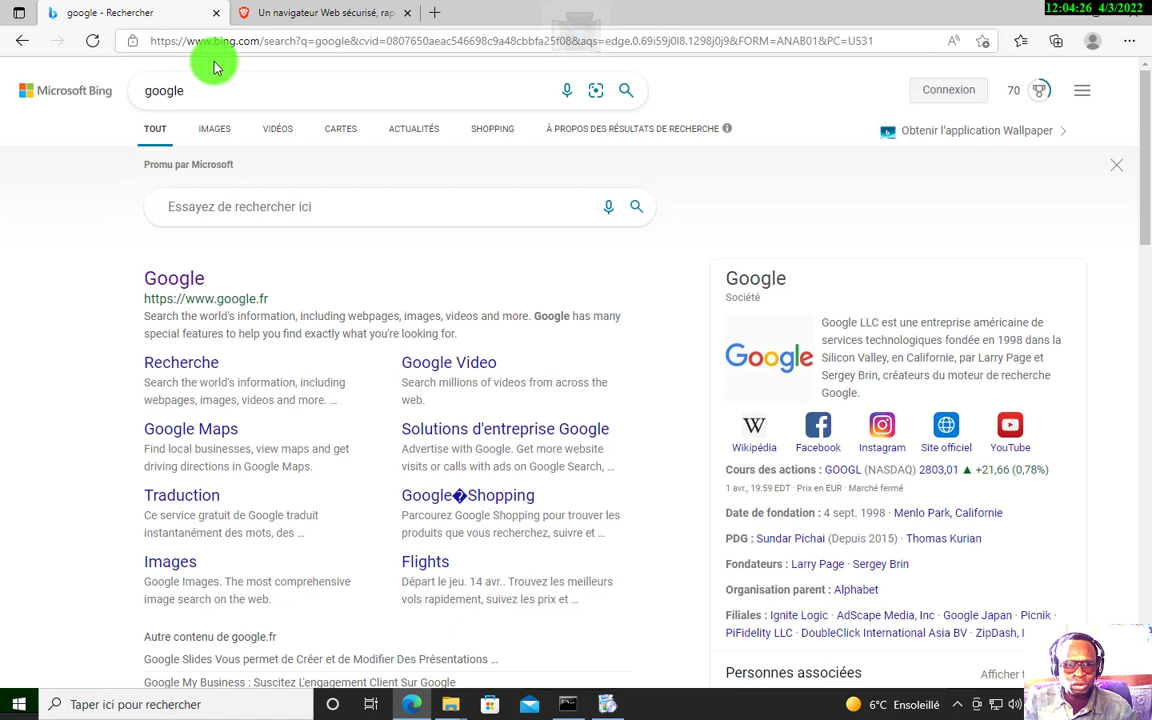 google - Rechercher
Un navigateur Web sécurisé, rap
12:04:26 4/3/2022
https://www.bing.com/search?q=google&cvid=0807650aeac546698c9a48cbbfa25f08&aqs=edge.0.69i59j0l8.1298j0j9&FORM=ANAB01&PC=U531
Microsoft Bing
google
Connexion
70
TOUT
IMAGES
VIDÉOS
CARTES
ACTUALITÉS
SHOPPING
À PROPOS DES RÉSULTATS DE RECHERCHE
Obtenir l'application Wallpaper
Promu par Microsoft
Essayez de rechercher ici
Google
https://www.google.fr
Search the world's information, including webpages, images, videos and more. Google has many
special features to help you find exactly what you're looking for.
Recherche
Search the world's information, including
webpages, images, videos and more. ...
Google Video
Search millions of videos from across the
web.
Google Maps
Find local businesses, view maps and get
driving directions in Google Maps.
Solutions d'entreprise Google
Advertise with Google. Get more website
visits or calls with ads on Google Search, ...
Traduction
Ce service gratuit de Google traduit
instantanément des mots, des ...
Google�Shopping
Parcourez Google Shopping pour trouver les
produits que vous recherchez, suivre et ...
Images
Google Images. The most comprehensive
image search on the web.
Flights
Départ le jeu. 14 avr.. Trouvez les meilleurs
vols rapidement, suivez les prix et ...
Autre contenu de google.fr
Google Slides Vous permet de Créer et de Modifier Des Présentations ...
Google My Business : Suscitez L'engagement Client Sur Google
Google
Société
Google
Google LLC est une entreprise américaine de
services technologiques fondée en 1998 dans la
Silicon Valley, en Californie, par Larry Page et
Sergey Brin, créateurs du moteur de recherche
Google.
W
Wikipédia
Facebook
Instagram
Site officiel
YouTube
Cours des actions : GOOGL (NASDAQ) 2803,01 ▲ +21,66 (0,78%)
1 avr., 19:59 EDT · Prix en EUR · Marché fermé
Date de fondation : 4 sept. 1998 · Menlo Park, Californie
PDG : Sundar Pichai (Depuis 2015) · Thomas Kurian
Fondateurs : Larry Page · Sergey Brin
Organisation parent : Alphabet
Filiales : Ignite Logic · AdScape Media, Inc · Google Japan · Picnik ·
PiFidelity LLC · DoubleClick International Asia BV · ZipDash, I
Personnes associées
Afficher t
Taper ici pour rechercher
6°C Ensoleillé